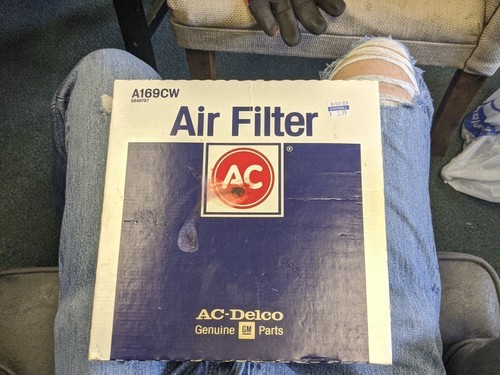 A169CW
Air Filter
AC
®
AC-Delco
Genuine GM Parts